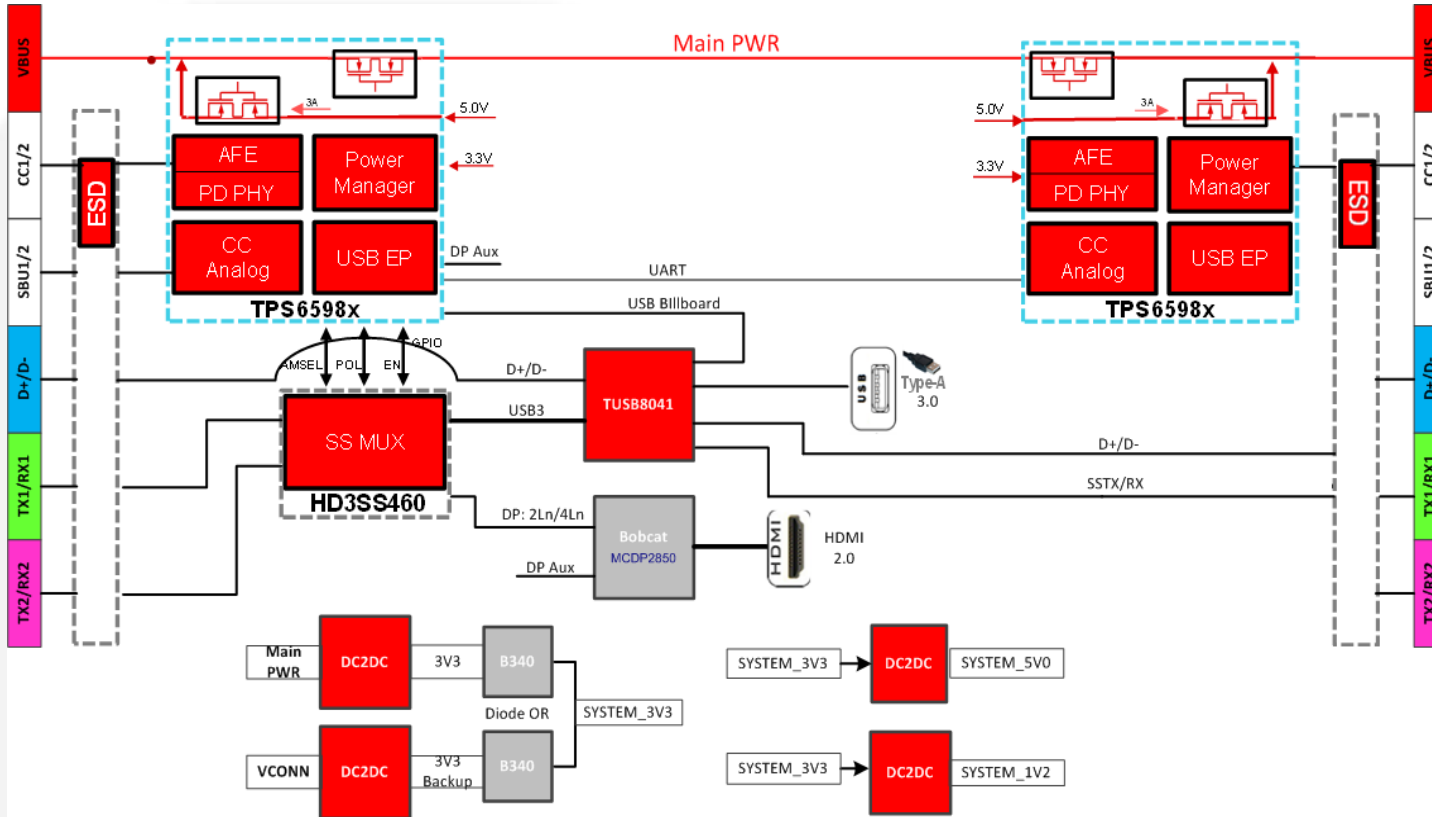 Main PWR
VBUS
CC1/2
SBU1/2
D+/D-
TX1/RX1
TX2/RX2
ESD
3A
5.0V
3.3V
AFE
PD PHY
Power
Manager
CC
Analog
USB EP
TPS6598x
DP Aux
UART
USB BIllboard
AMSEL
POL
EN
GPIO
D+/D-
USB3
SS MUX
HD3SS460
DP: 2Ln/4Ln
DP Aux
TUSB8041
Bobcat
MCDP2850
USB
Type-A
3.0
HDMI
HDMI
2.0
D+/D-
SSTX/RX
5.0V
3.3V
3A
AFE
PD PHY
Power
Manager
CC
Analog
USB EP
TPS6598x
ESD
VBUS
CC1/2
SBU1/2
D+/D-
TX1/RX1
TX2/RX2
Main
PWR
DC2DC
3V3
B340
Diode OR
SYSTEM_3V3
VCONN
DC2DC
3V3
Backup
B340
SYSTEM_3V3
DC2DC
SYSTEM_5V0
SYSTEM_3V3
DC2DC
SYSTEM_1V2